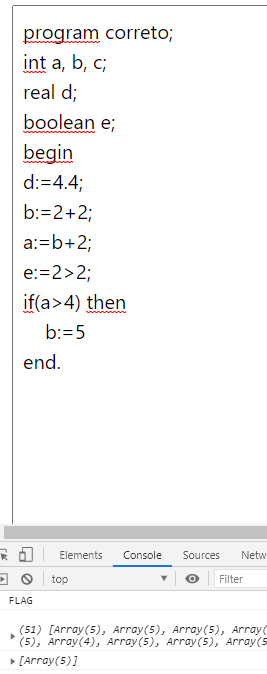 program correto;
int a, b, c;
real d;
boolean e;
begin
d:=4.4;
b:=2+2;
a:=b+2;
e:=2>2;
if(a>4) then
b:=5
end.
Elements Console Sources Netw
top Filter
FLAG
(51) [Array(5), Array(5), Array(5), Array(
(5), Array(4), Array(5), Array(5), Array(5
[Array(5)]